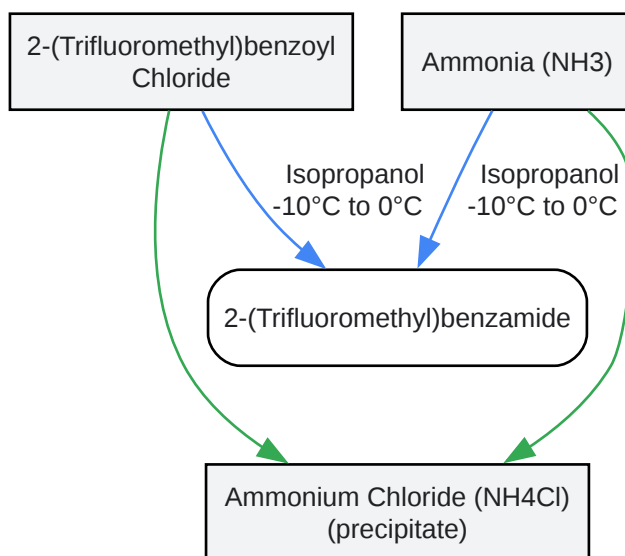 2-(Trifluoromethyl)benzoyl
Chloride
Ammonia (NH3)
Isopropanol
-10°C to 0°C
Isopropanol
-10°C to 0°C
2-(Trifluoromethyl)benzamide
Ammonium Chloride (NH4Cl)
(precipitate)